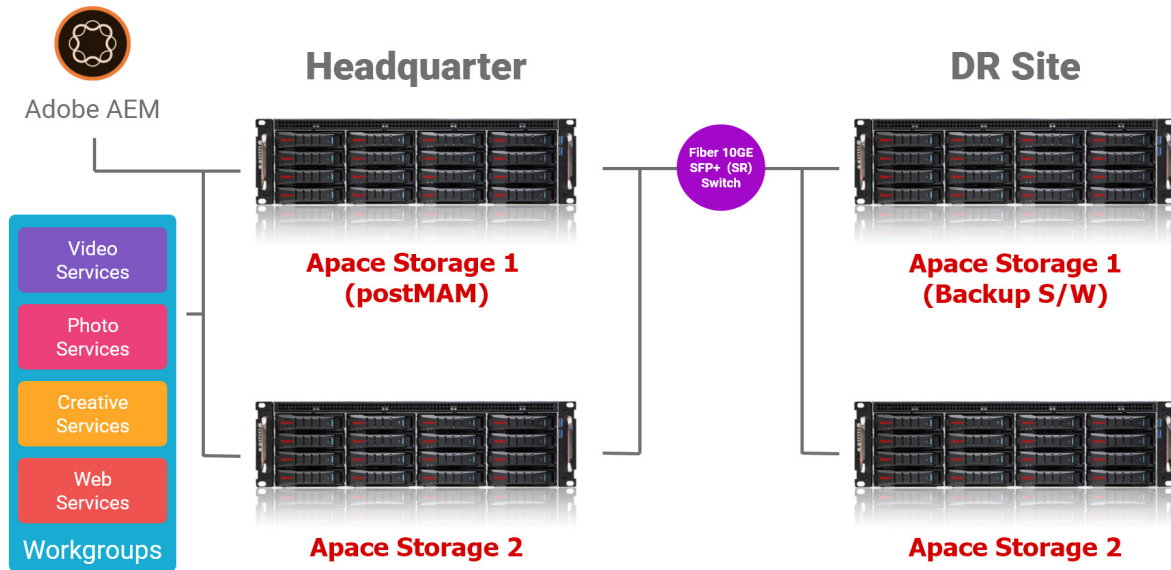 Adobe AEM
Headquarter
DR Site
Fiber 10GE
SFP+ (SR)
Switch
Video
Services
Photo
Services
Creative
Services
Web
Services
Workgroups
Apace Storage 1
(postMAM)
Apace Storage 2
Apace Storage 1
(Backup S/W)
Apace Storage 2